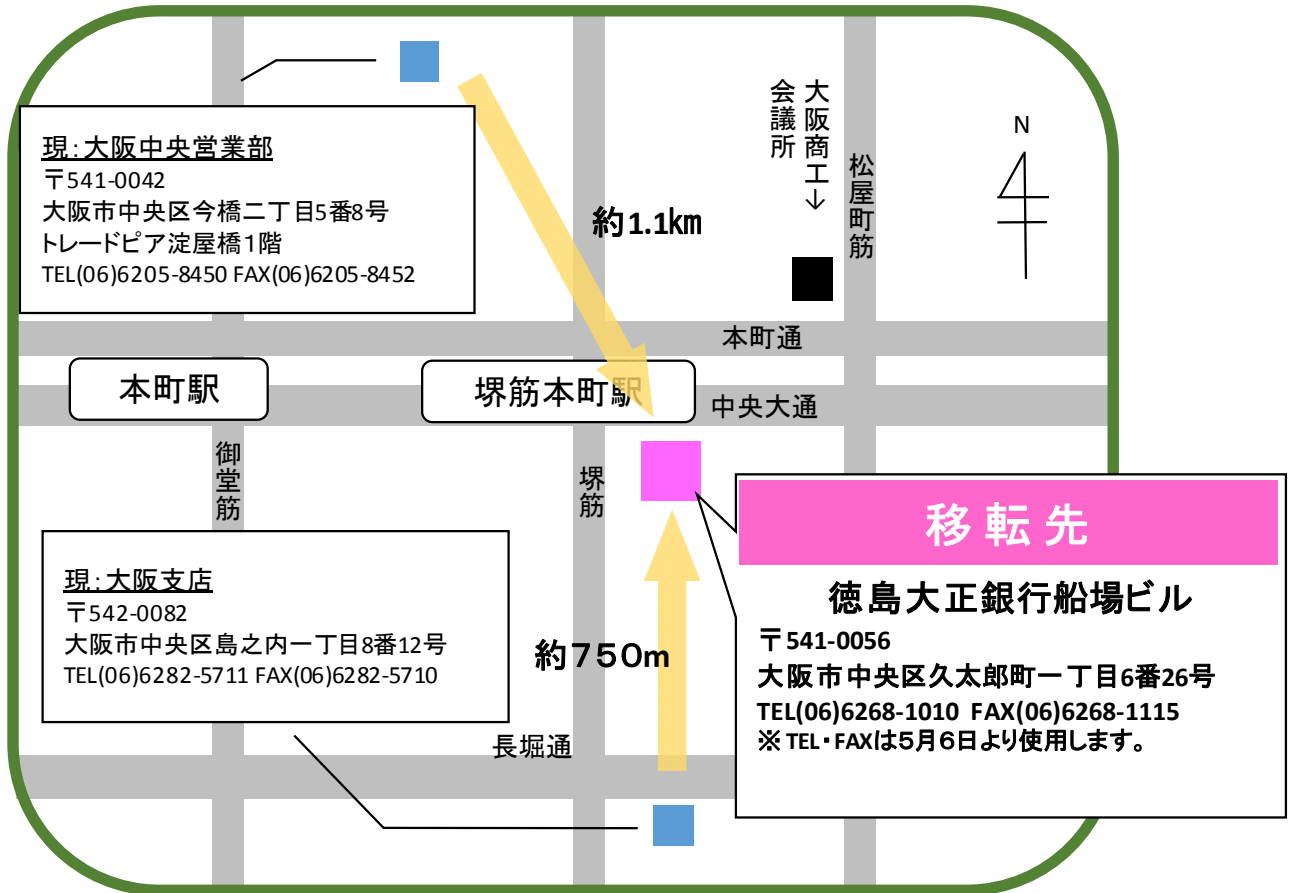 現:大阪中央営業部
〒541-0042
大阪市中央区今橋二丁目5番8号
トレードピア淀屋橋1階
TEL(06)6205-8450 FAX(06)6205-8452
約1.1㎞
大阪商工↓
会議所
松屋町筋
N
本町通
本町駅
堺筋本町駅
中央大通
御堂筋
堺筋
移転先
徳島大正銀行船場ビル
〒541-0056
大阪市中央区久太郎町一丁目6番26号
TEL(06)6268-1010 FAX(06)6268-1115
※TEL・FAXは5月6日より使用します。
現:大阪支店
〒542-0082
大阪市中央区島之内一丁目8番12号
TEL(06)6282-5711 FAX(06)6282-5710
約750m
長堀通